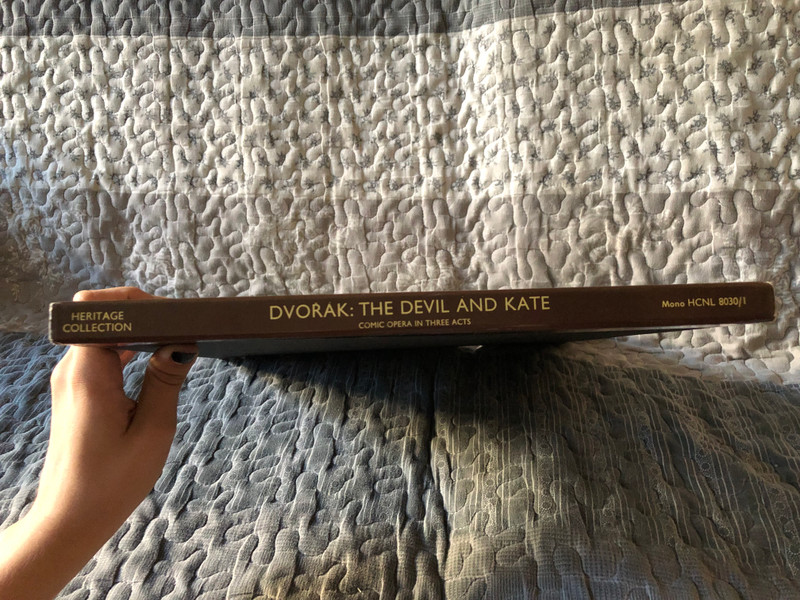 HERITAGE
COLLECTION
DVORAK: THE DEVIL AND KATE
COMIC OPERA IN THREE ACTS
Mono HCNL 8030/1